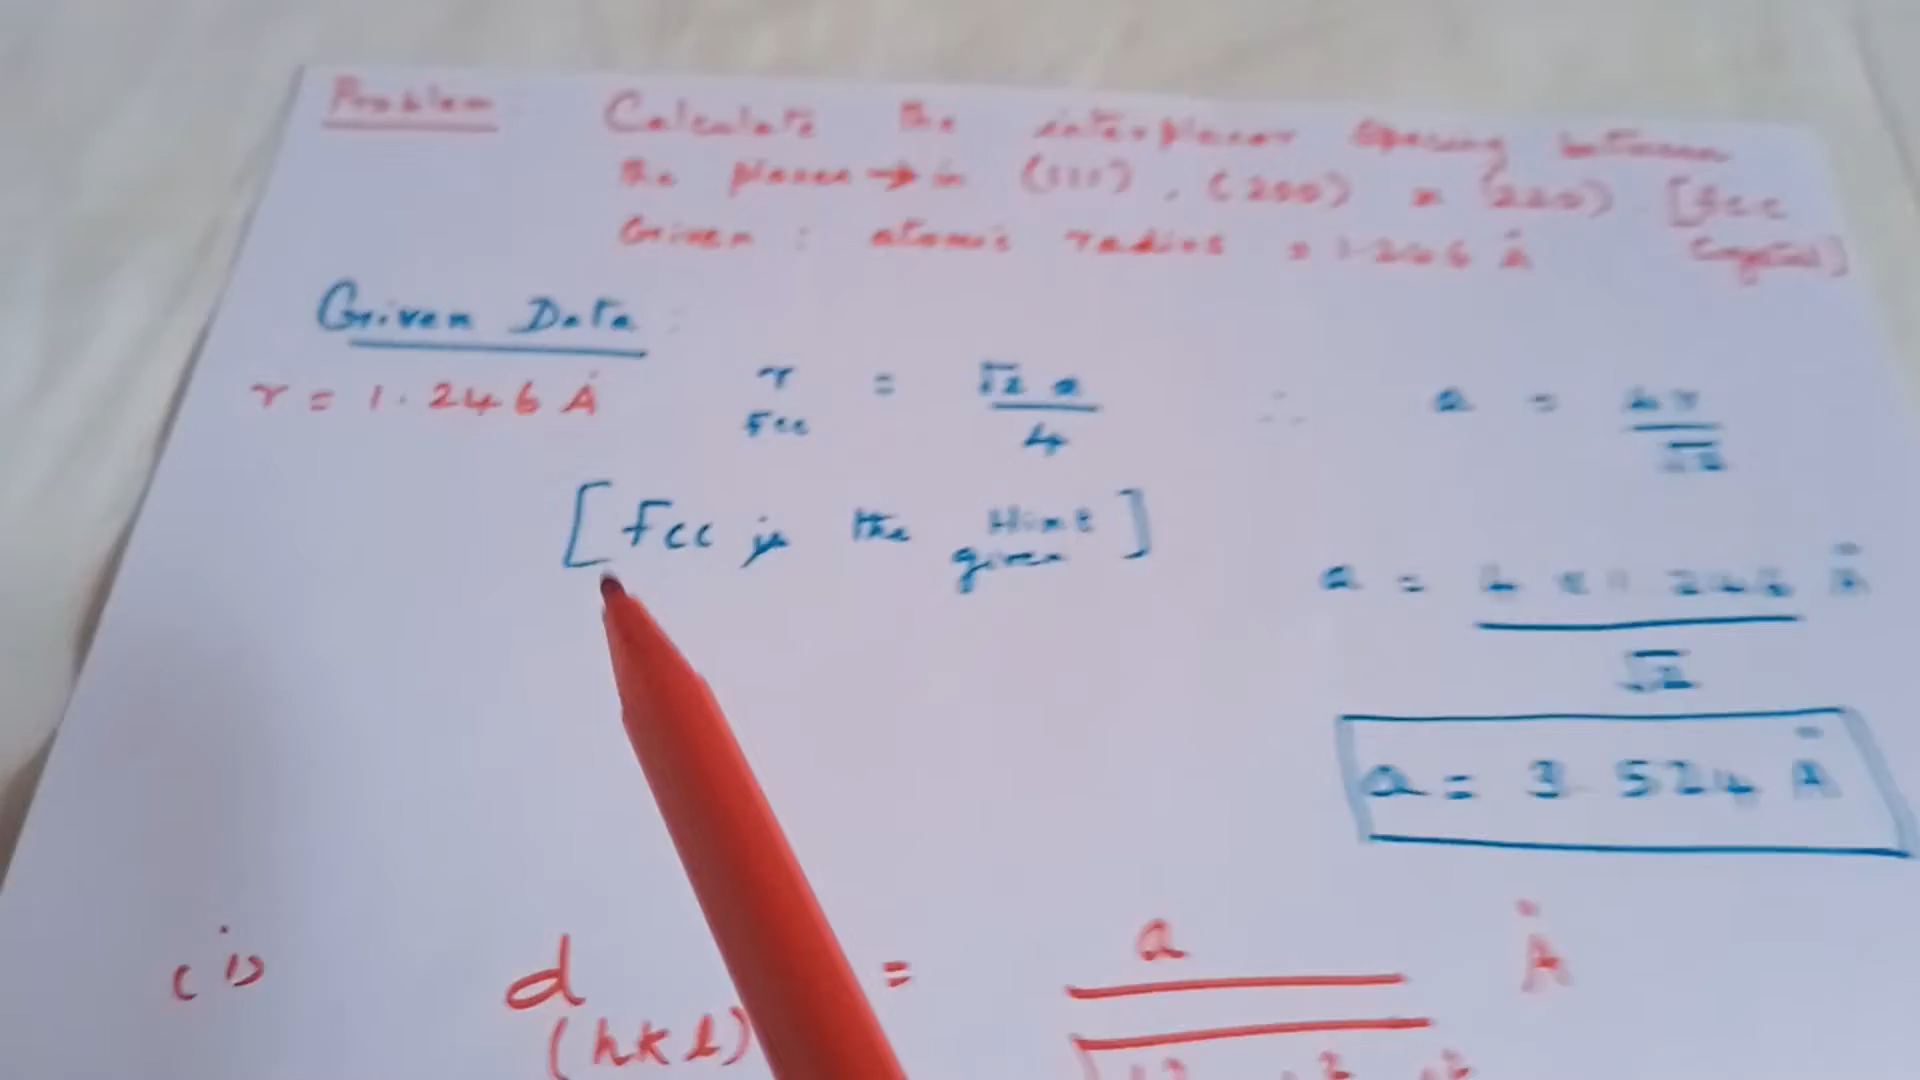 Problem : Calculate the interplanar spacing between
the planes → in (111), (200) & (220) [fcc
Given : atomic radius = 1.246 Å crystal]
Given Data :
r = 1.246 Å
r Fcc = √2 a / 4 ∴ a = 4r / √2
[Fcc is the Hint given]
a = 4 × 1.246 Å / √2
a = 3.524 Å
(i) d (hkl) = a / √ Å